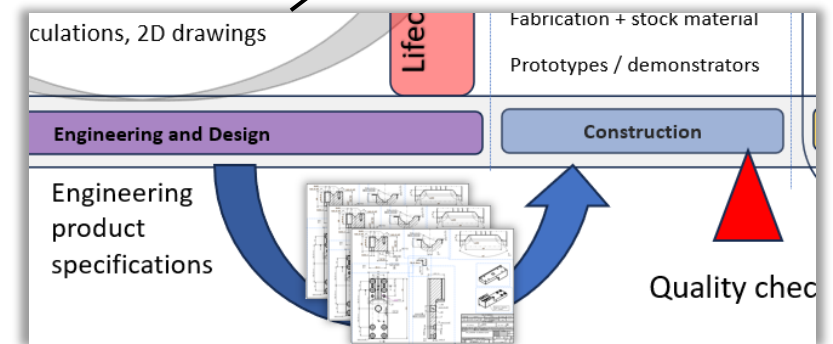 culations, 2D drawings
Lifec
Fabrication + stock material
Prototypes / demonstrators
Engineering and Design
Construction
Engineering
product
specifications
Quality chec